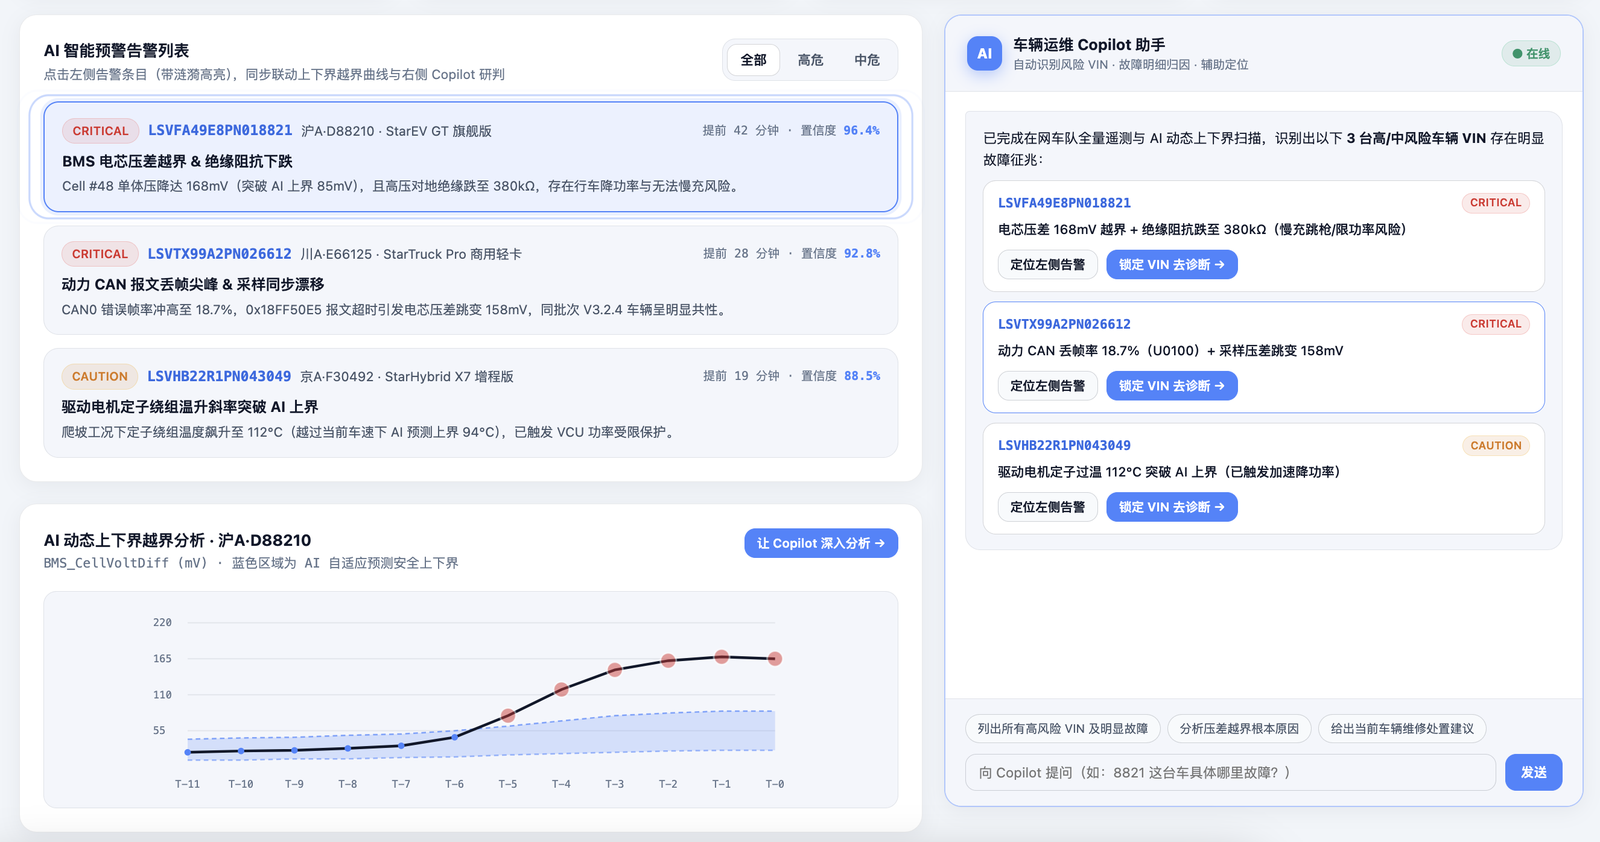 AI 智能预警告警列表
点击左侧告警条目（带涟漪高亮），同步联动上下界越界曲线与右侧 Copilot 研判
全部 高危 中危
CRITICAL LSVFA49E8PN018821 沪A·D88210 · StarEV GT 旗舰版 提前 42 分钟 · 置信度 96.4%
BMS 电芯压差越界 & 绝缘阻抗下跌
Cell #48 单体压降达 168mV（突破 AI 上界 85mV），且高压对地绝缘跌至 380kΩ，存在行车降功率与无法慢充风险。
CRITICAL LSVTX99A2PN026612 川A·E66125 · StarTruck Pro 商用轻卡 提前 28 分钟 · 置信度 92.8%
动力 CAN 报文丢帧尖峰 & 采样同步漂移
CAN0 错误帧率冲高至 18.7%，0x18FF50E5 报文超时引发电芯压差跳变 158mV，同批次 V3.2.4 车辆呈明显共性。
CAUTION LSVHB22R1PN043049 京A·F30492 · StarHybrid X7 增程版 提前 19 分钟 · 置信度 88.5%
驱动电机定子绕组温升斜率突破 AI 上界
爬坡工况下定子绕组温度飙升至 112°C（越过当前车速下 AI 预测上界 94°C），已触发 VCU 功率受限保护。
AI 动态上下界越界分析 · 沪A·D88210
BMS_CellVoltDiff (mV) · 蓝色区域为 AI 自适应预测安全上下界
让 Copilot 深入分析 →
220
165
110
55
T-11 T-10 T-9 T-8 T-7 T-6 T-5 T-4 T-3 T-2 T-1 T-0
AI
车辆运维 Copilot 助手
自动识别风险 VIN · 故障明细归因 · 辅助定位
在线
已完成在网车队全量遥测与 AI 动态上下界扫描，识别出以下 3 台高/中风险车辆 VIN 存在明显
故障征兆：
LSVFA49E8PN018821 CRITICAL
电芯压差 168mV 越界 + 绝缘阻抗跌至 380kΩ（慢充跳枪/限功率风险）
定位左侧告警 锁定 VIN 去诊断 →
LSVTX99A2PN026612 CRITICAL
动力 CAN 丢帧率 18.7%（U0100）+ 采样压差跳变 158mV
定位左侧告警 锁定 VIN 去诊断 →
LSVHB22R1PN043049 CAUTION
驱动电机定子过温 112°C 突破 AI 上界（已触发加速降功率）
定位左侧告警 锁定 VIN 去诊断 →
列出所有高风险 VIN 及明显故障 分析压差越界根本原因 给出当前车辆维修处置建议
向 Copilot 提问（如：8821 这台车具体哪里故障？）
发送